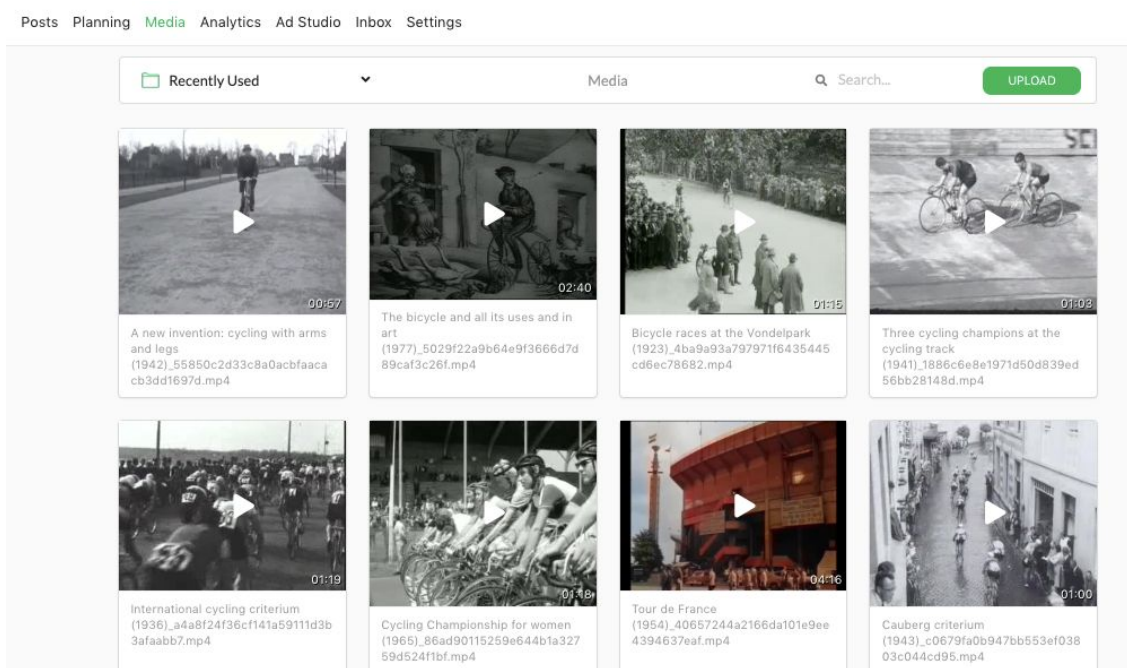 Posts Planning Media Analytics Ad Studio Inbox Settings
Recently Used Media Search... UPLOAD
00:57
02:40
01:15
01:03
A new invention: cycling with arms
and legs
(1942)_55850c2d33c8a0acbfaaca
cb3dd1697d.mp4
The bicycle and all its uses and in
art
(1977)_5029f22a9b64e9f3666d7d
89caf3c26f.mp4
Bicycle races at the Vondelpark
(1923)_4ba9a93a797971f6435445
cd6ec78682.mp4
Three cycling champions at the
cycling track
(1941)_1886c6e8e1971d50d839ed
56bb28148d.mp4
01:19
01:18
04:16
01:00
International cycling criterium
(1936)_a4a8f24f36cf141a59111d3b
3afaabb7.mp4
Cycling Championship for women
(1965)_86ad90115259e644b1a327
59d524f1bf.mp4
Tour de France
(1954)_40657244a2166da101e9ee
4394637eaf.mp4
Cauberg criterium
(1943)_c0679fa0b947bb553ef038
03c044cd95.mp4